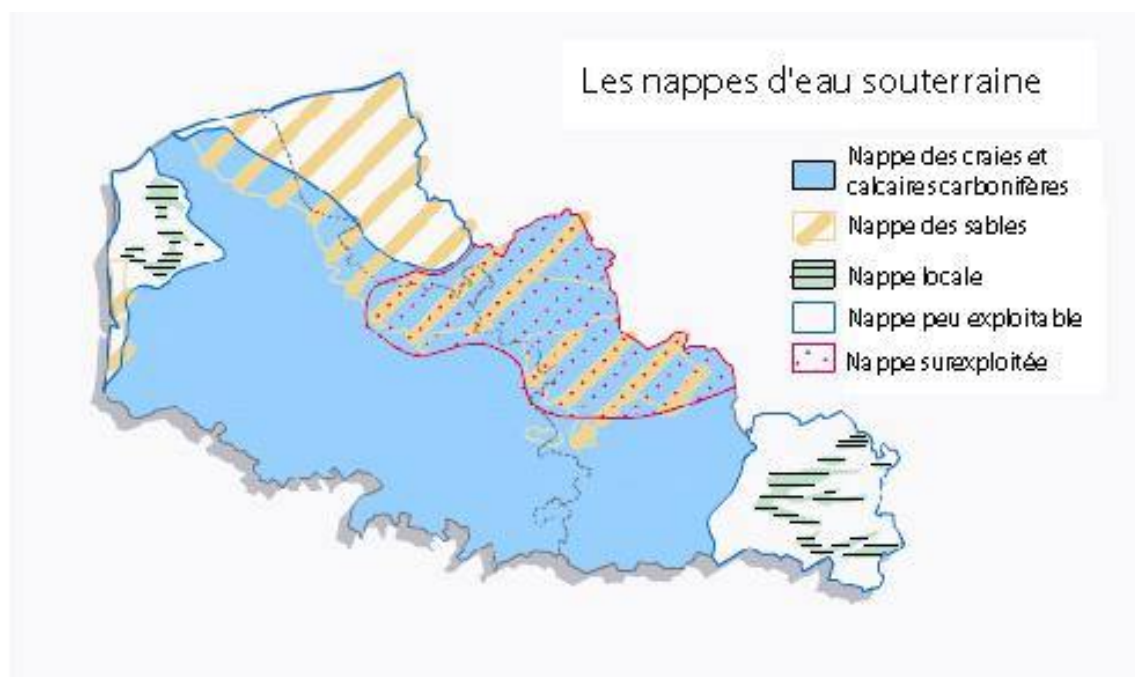 Les nappes d'eau souterraine
Nappe des craies et
calcaires carbonifères
Nappe des sables
Nappe locale
Nappe peu exploitable
Nappe surexploitée